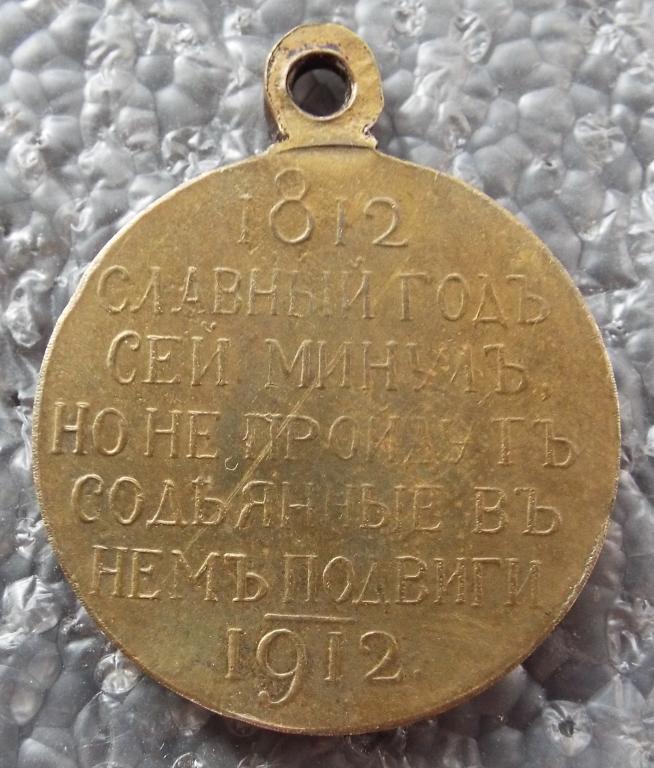 1812
СЛАВНЫЙ ГОДЪ
СЕЙ МИНУЛЪ,
НО НЕ ПРОЙДУТЪ
СОДѢЯННЫЕ ВЪ
НЕМЪ ПОДВИГИ
1912.